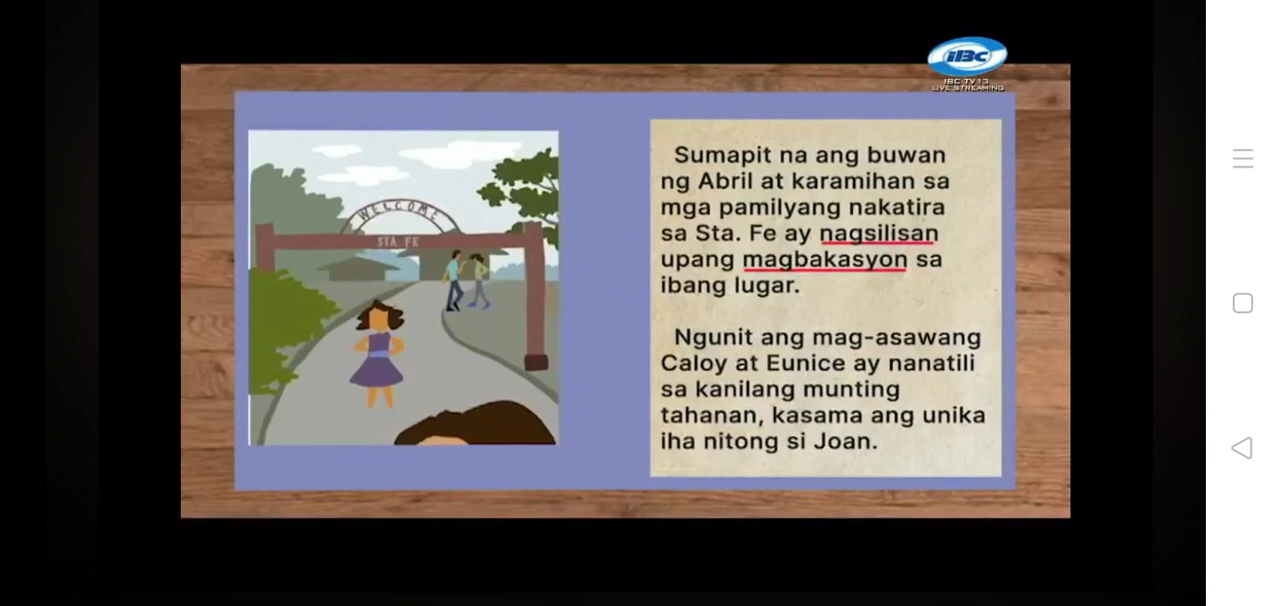 iBC
IBC TV13
LIVE STREAMING
WELCOME
STA. FE
Sumapit na ang buwan
ng Abril at karamihan sa
mga pamilyang nakatira
sa Sta. Fe ay nagsilisan
upang magbakasyon sa
ibang lugar.
Ngunit ang mag-asawang
Caloy at Eunice ay nanatili
sa kanilang munting
tahanan, kasama ang unika
iha nitong si Joan.